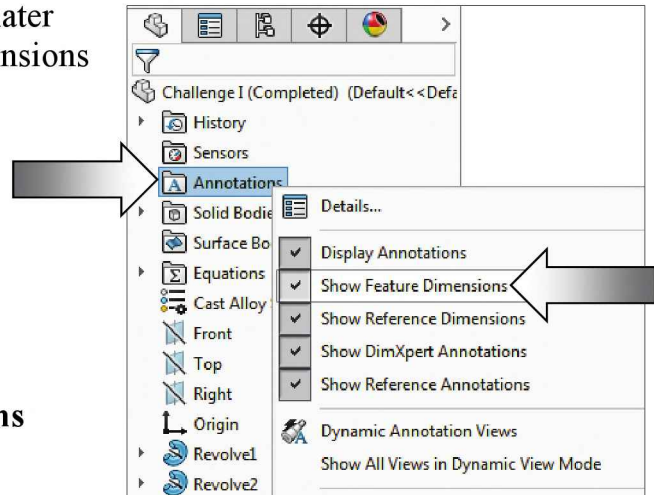 later
nsions
Challenge I (Completed) (Default<<Defa
History
Sensors
Annotations
Solid Bodie
Surface Bo
Equations
Cast Alloy
Front
Top
Right
Origin
Revolve1
Revolve2
Details...
Display Annotations
Show Feature Dimensions
Show Reference Dimensions
Show DimXpert Annotations
Show Reference Annotations
Dynamic Annotation Views
Show All Views in Dynamic View Mode
ns